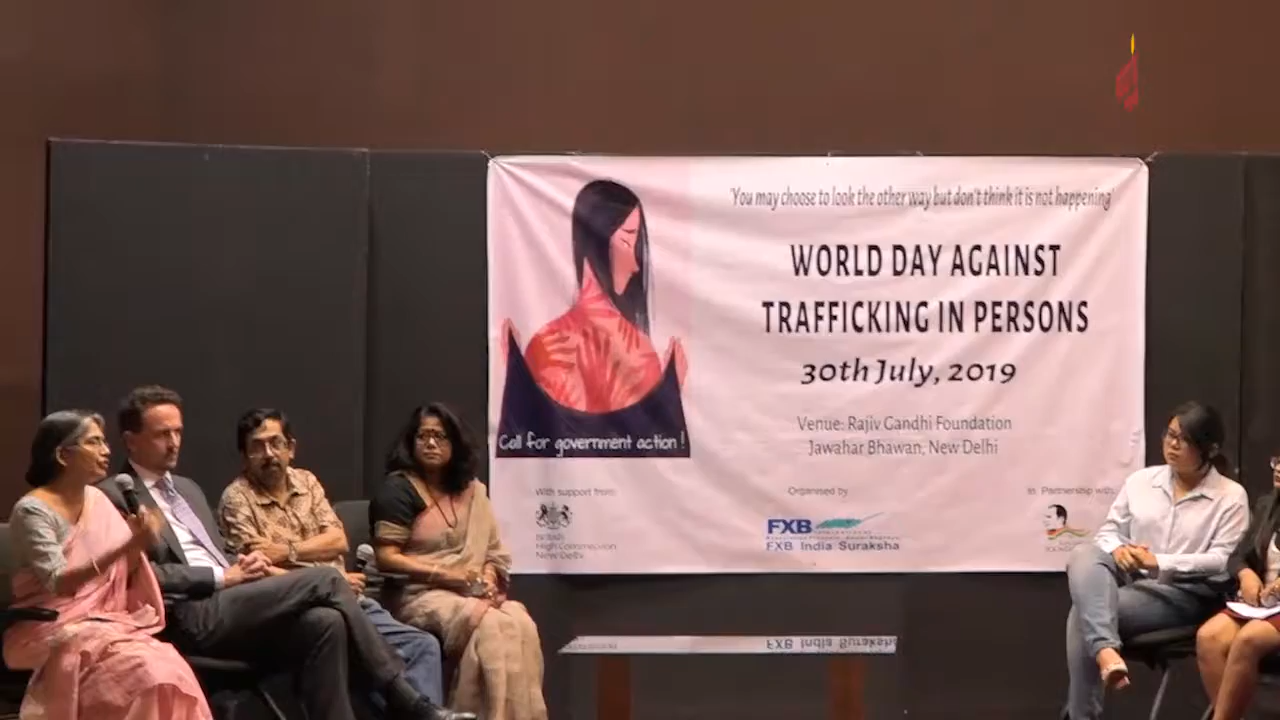 'You may choose to look the other way but don't think it is not happening'
WORLD DAY AGAINST
TRAFFICKING IN PERSONS
30th July, 2019
Venue: Rajiv Gandhi Foundation
Jawahar Bhawan, New Delhi
Call for government action !
With support from:
British
High Commission
New Delhi
Organised by
FXB
FXB India Suraksha
In Partnership with:
FXB India Suraksha